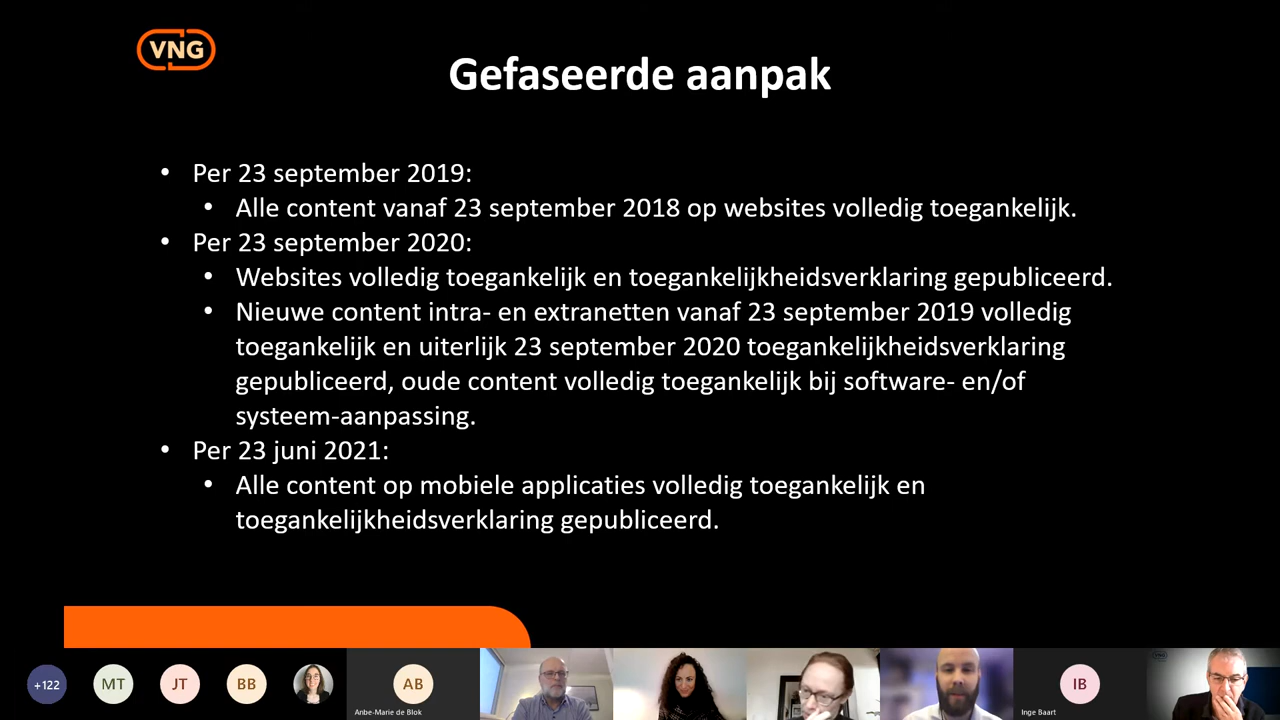 VNG
Gefaseerde aanpak
• Per 23 september 2019:
• Alle content vanaf 23 september 2018 op websites volledig toegankelijk.
• Per 23 september 2020:
• Websites volledig toegankelijk en toegankelijkheidsverklaring gepubliceerd.
• Nieuwe content intra- en extranetten vanaf 23 september 2019 volledig
toegankelijk en uiterlijk 23 september 2020 toegankelijkheidsverklaring
gepubliceerd, oude content volledig toegankelijk bij software- en/of
systeem-aanpassing.
• Per 23 juni 2021:
• Alle content op mobiele applicaties volledig toegankelijk en
toegankelijkheidsverklaring gepubliceerd.
+122 MT JT BB AB IB
Anbe-Marie de Blok Inge Baart